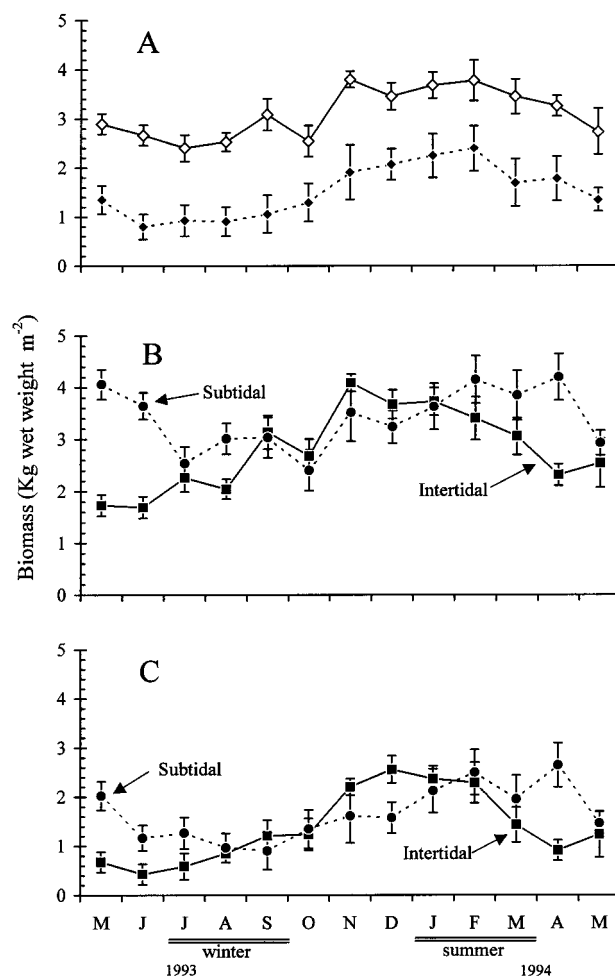 A
5
4
3
2
1
0
Biomass (Kg wet weight m-2)
B
5
4
3
2
1
0
Subtidal
Intertidal
C
5
4
3
2
1
0
Subtidal
Intertidal
M J J A S O N D J F M A M
winter summer
1993 1994